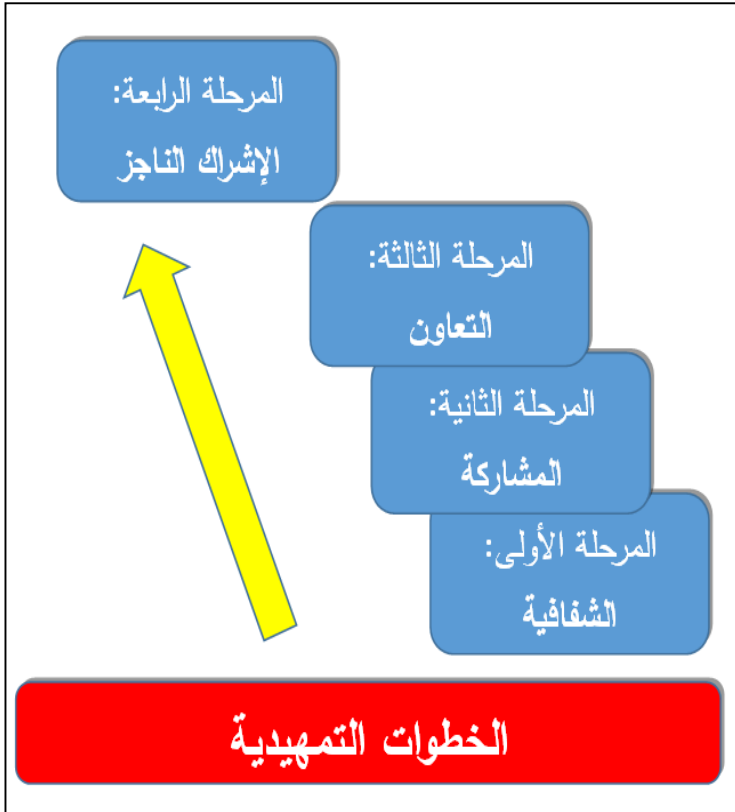 المرحلة الرابعة:
الإشراك الناجز
المرحلة الثالثة:
التعاون
المرحلة الثانية:
المشاركة
المرحلة الأولى:
الشفافية
الخطوات التمهيدية